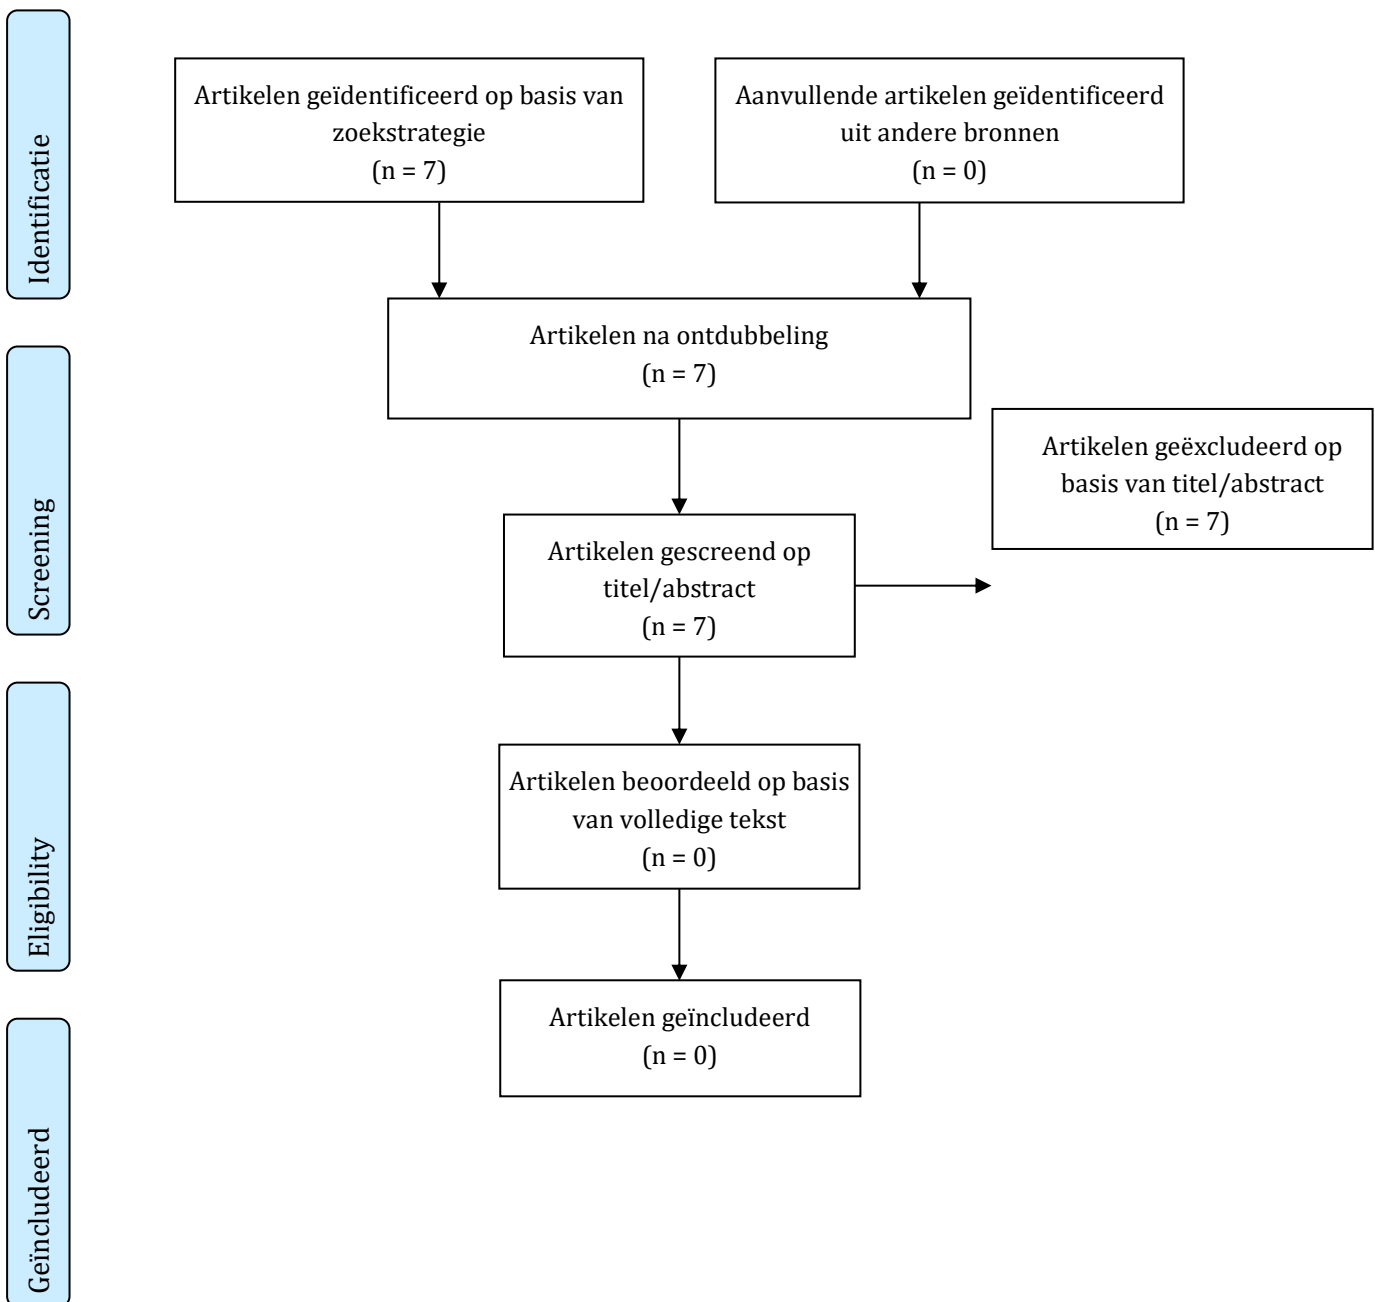 Identificatie
Artikelen geïdentificeerd op basis van
zoekstrategie
(n = 7)
Aanvullende artikelen geïdentificeerd
uit andere bronnen
(n = 0)
Artikelen na ontdubbeling
(n = 7)
Screening
Artikelen geëxcludeerd op
basis van titel/abstract
(n = 7)
Artikelen gescreend op
titel/abstract
(n = 7)
Eligibility
Artikelen beoordeeld op basis
van volledige tekst
(n = 0)
Geïncludeerd
Artikelen geïncludeerd
(n = 0)